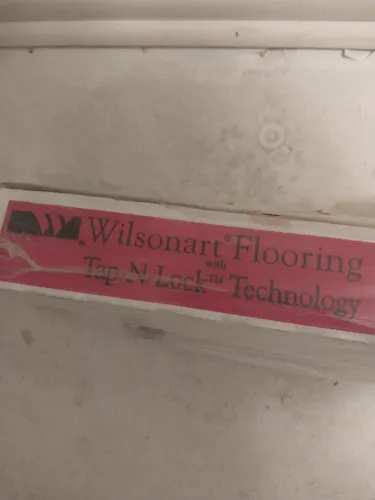 Wilsonart® Flooring
with
Tap-N-Lock™ Technology